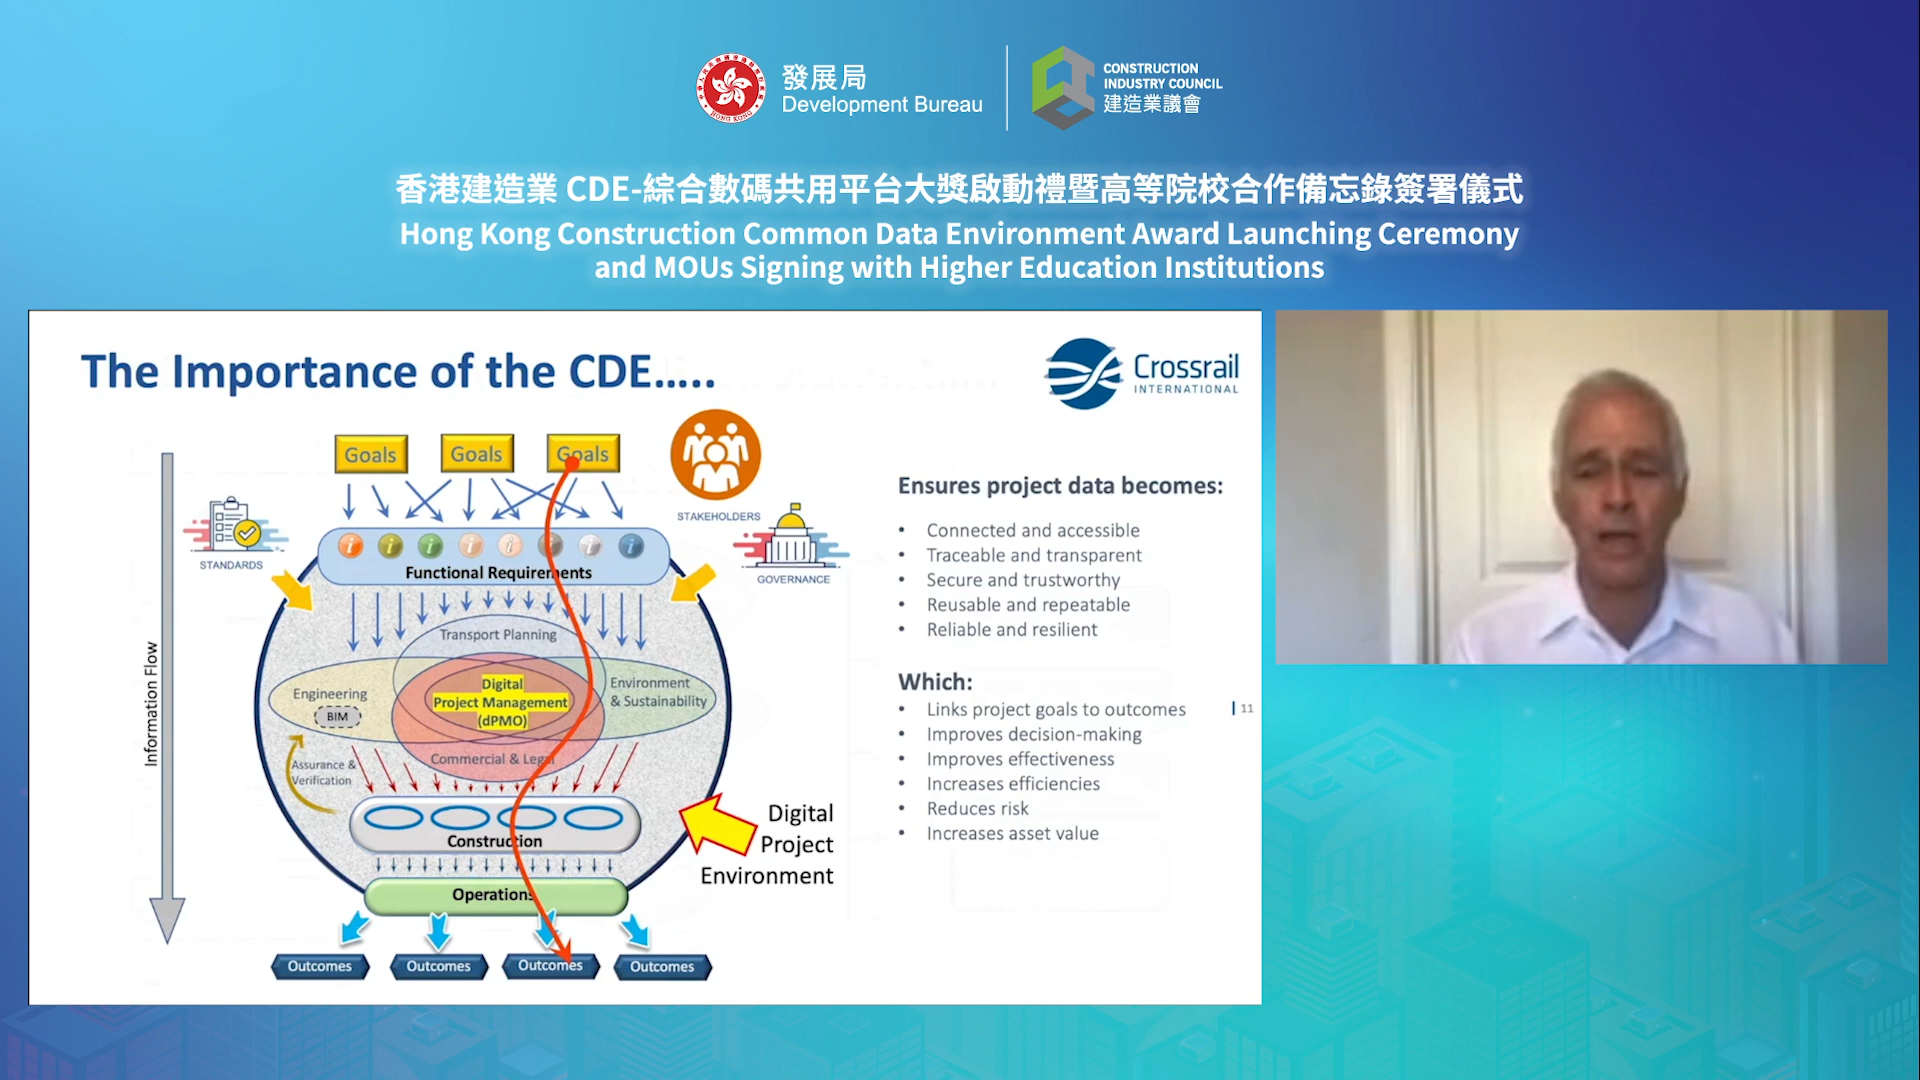 發展局
Development Bureau
CONSTRUCTION
INDUSTRY COUNCIL
建造業議會
HONG KONG
香港建造業 CDE-綜合數碼共用平台大獎啟動禮暨高等院校合作備忘錄簽署儀式
Hong Kong Construction Common Data Environment Award Launching Ceremony
and MOUs Signing with Higher Education Institutions
The Importance of the CDE.....
Crossrail
INTERNATIONAL
Goals
Goals
Goals
STAKEHOLDERS
STANDARDS
GOVERNANCE
Functional Requirements
Information Flow
Transport Planning
Engineering
BIM
Digital
Project Management
(dPMO)
Environment
& Sustainability
Assurance &
Verification
Commercial & Legal
Construction
Operations
Digital
Project
Environment
Outcomes
Outcomes
Outcomes
Outcomes
Ensures project data becomes:
• Connected and accessible
• Traceable and transparent
• Secure and trustworthy
• Reusable and repeatable
• Reliable and resilient
Which:
• Links project goals to outcomes
• Improves decision-making
• Improves effectiveness
• Increases efficiencies
• Reduces risk
• Increases asset value
11